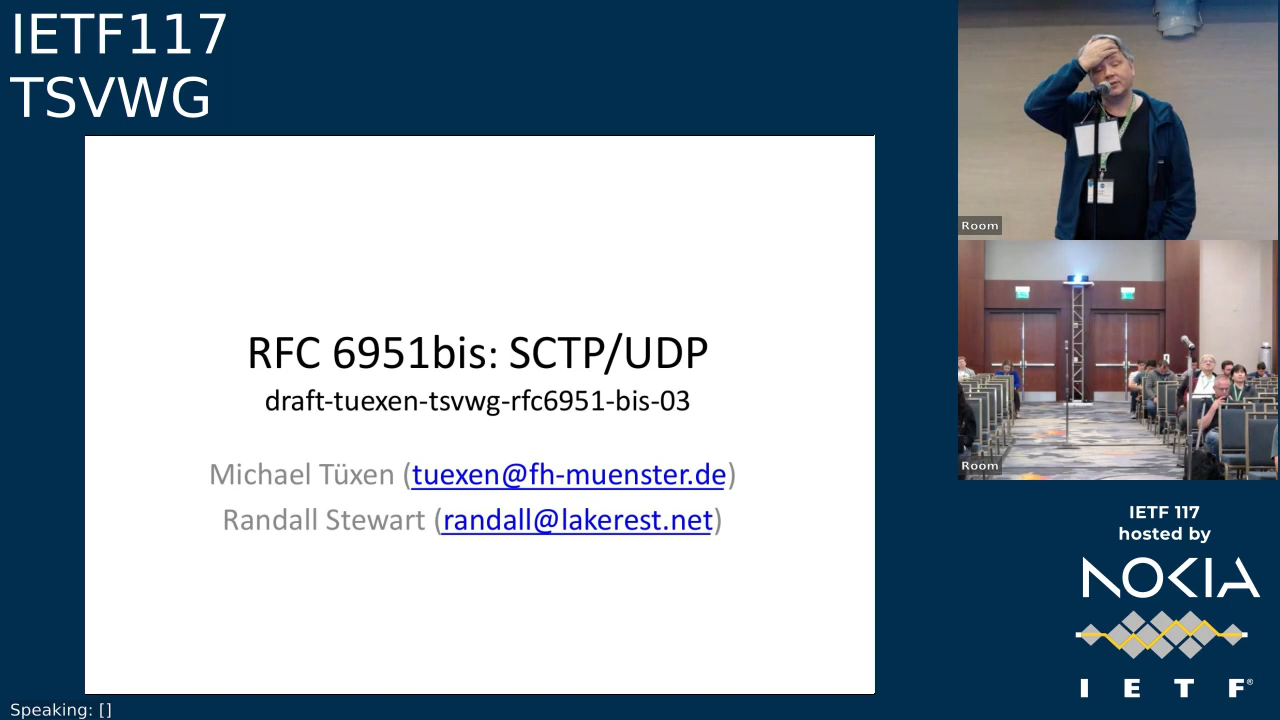 IETF117
TSVWG
RFC 6951bis: SCTP/UDP
draft-tuexen-tsvwg-rfc6951-bis-03
Michael Tüxen (tuexen@fh-muenster.de)
Randall Stewart (randall@lakerest.net)
Room
Room
IETF 117
hosted by
NOKIA
I E T F®
Speaking: []